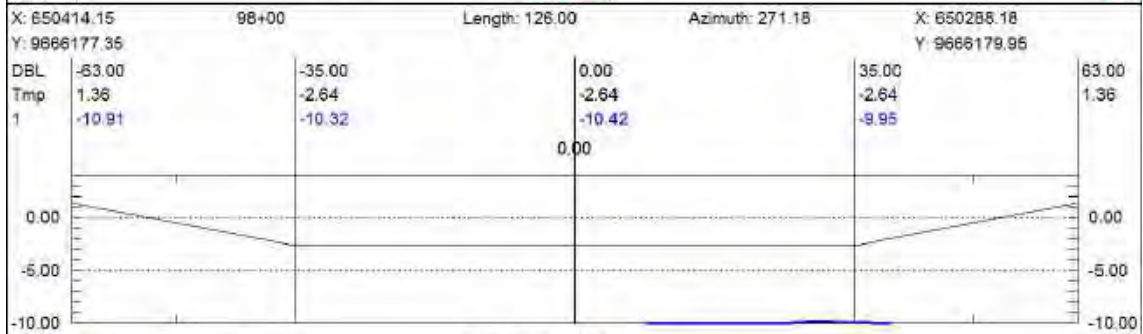 X: 650414.15 98+00 Length: 126.00 Azimuth: 271.18 X: 650288.18
Y: 9666177.35 Y: 9666179.95
DBL -63.00 -35.00 0.00 35.00 63.00
Tmp 1.36 -2.64 -2.64 -2.64 1.36
1 -10.91 -10.32 -10.42 -9.95
0.00
0.00 0.00
-5.00 -5.00
-10.00 -10.00